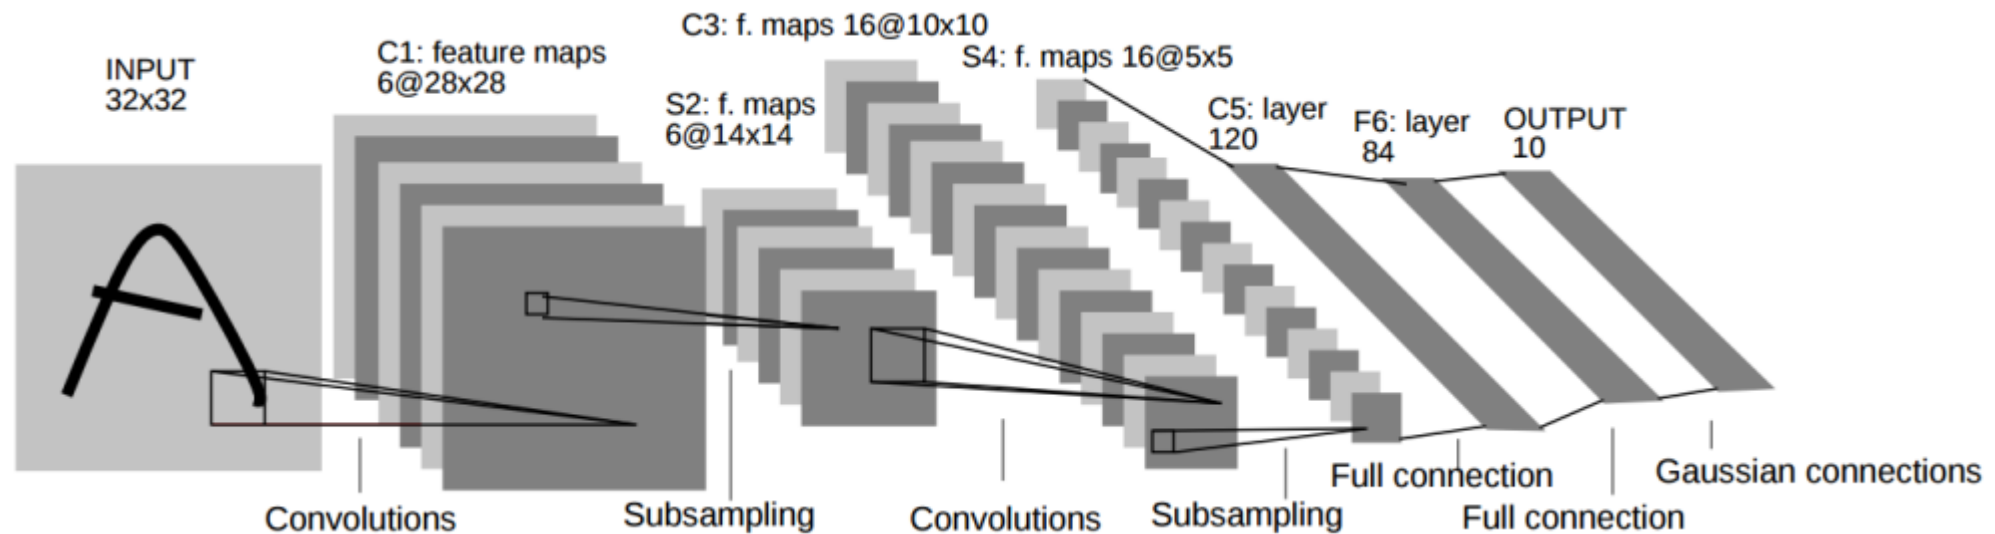 INPUT
32x32
C1: feature maps
6@28x28
S2: f. maps
6@14x14
C3: f. maps 16@10x10
S4: f. maps 16@5x5
C5: layer
120
F6: layer
84
OUTPUT
10
A
Convolutions
Subsampling
Convolutions
Subsampling
Full connection
Full connection
Gaussian connections